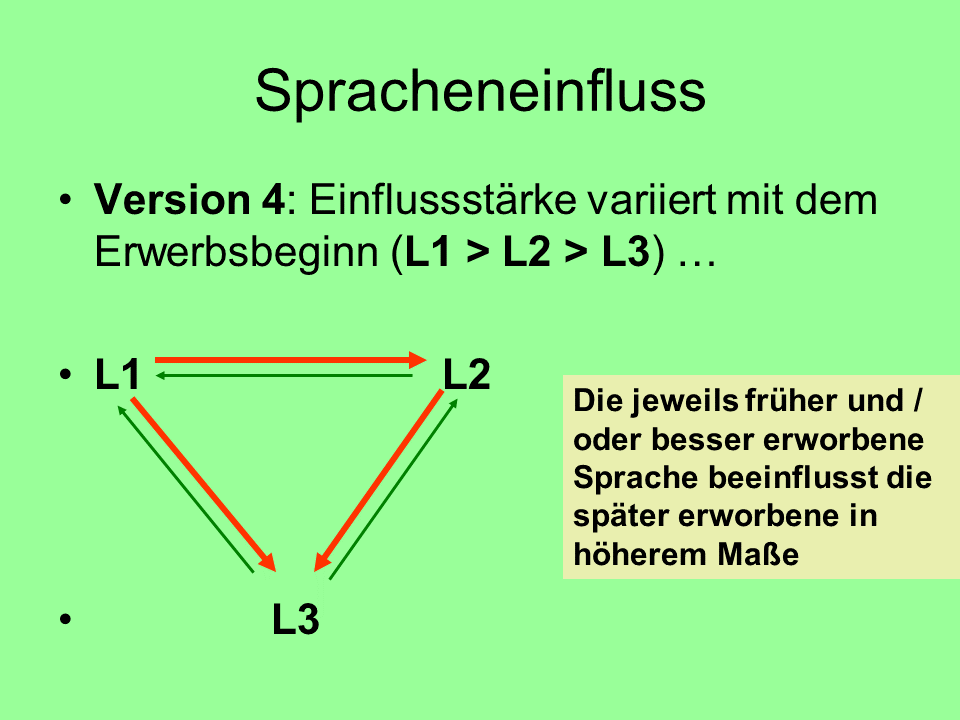 Spracheneinfluss
• Version 4: Einflussstärke variiert mit dem
Erwerbsbeginn (L1 > L2 > L3) …
• L1 L2
Die jeweils früher und /
oder besser erworbene
Sprache beeinflusst die
später erworbene in
höherem Maße
• L3